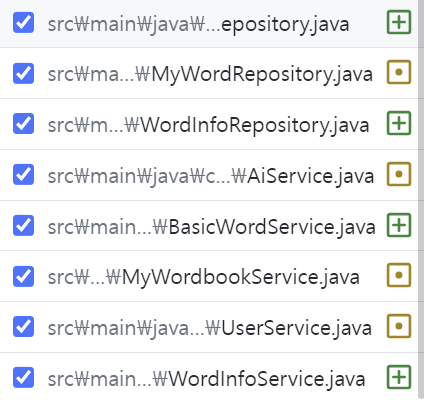 src₩main₩java₩...epository.java
src₩ma...₩MyWordRepository.java
src₩m...₩WordInfoRepository.java
src₩main₩java₩c...₩AiService.java
src₩main...₩BasicWordService.java
src₩...₩MyWordbookService.java
src₩main₩java...₩UserService.java
src₩main...₩WordInfoService.java